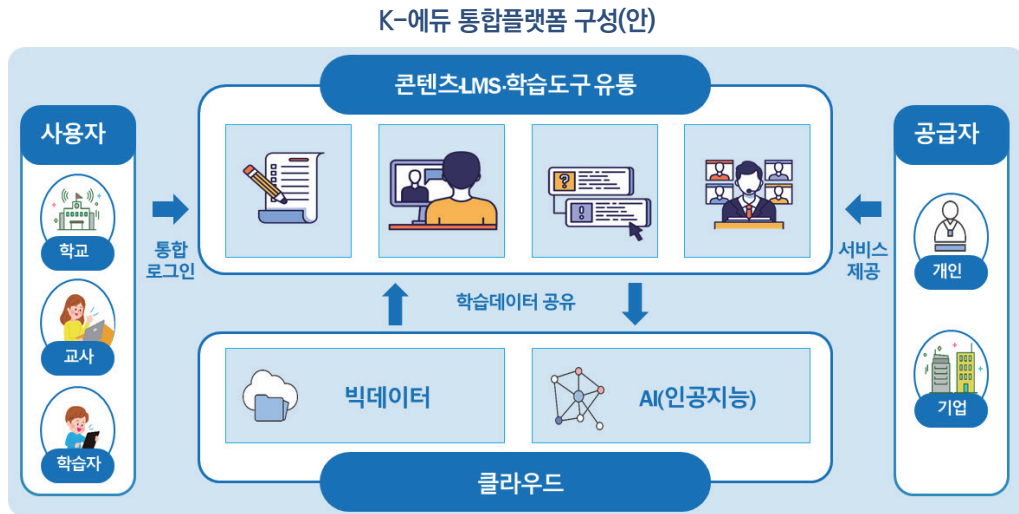 K-에듀 통합플랫폼 구성(안)
콘텐츠·LMS·학습도구 유통
사용자
학교
교사
학습자
통합
로그인
?
!
학습데이터 공유
빅데이터
AI(인공지능)
클라우드
서비스
제공
공급자
개인
기업